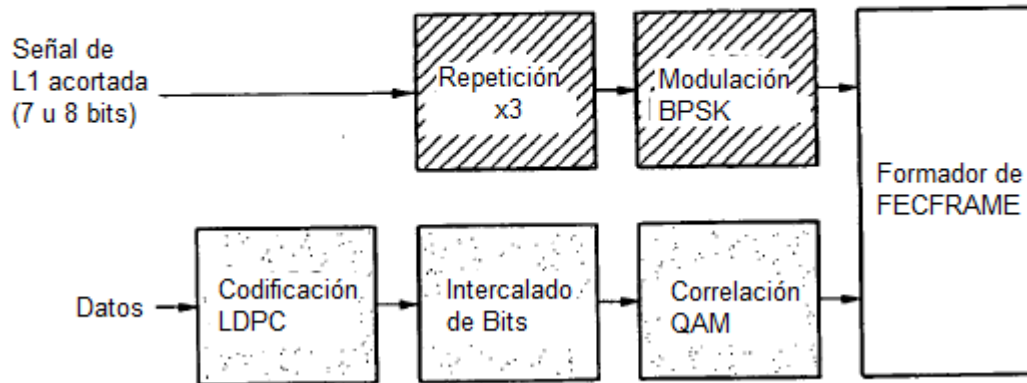 Señal de
L1 acortada
(7 u 8 bits)
Repetición
x3
Modulación
BPSK
Formador de
FECFRAME
Datos
Codificación
LDPC
Intercalado
de Bits
Correlación
QAM